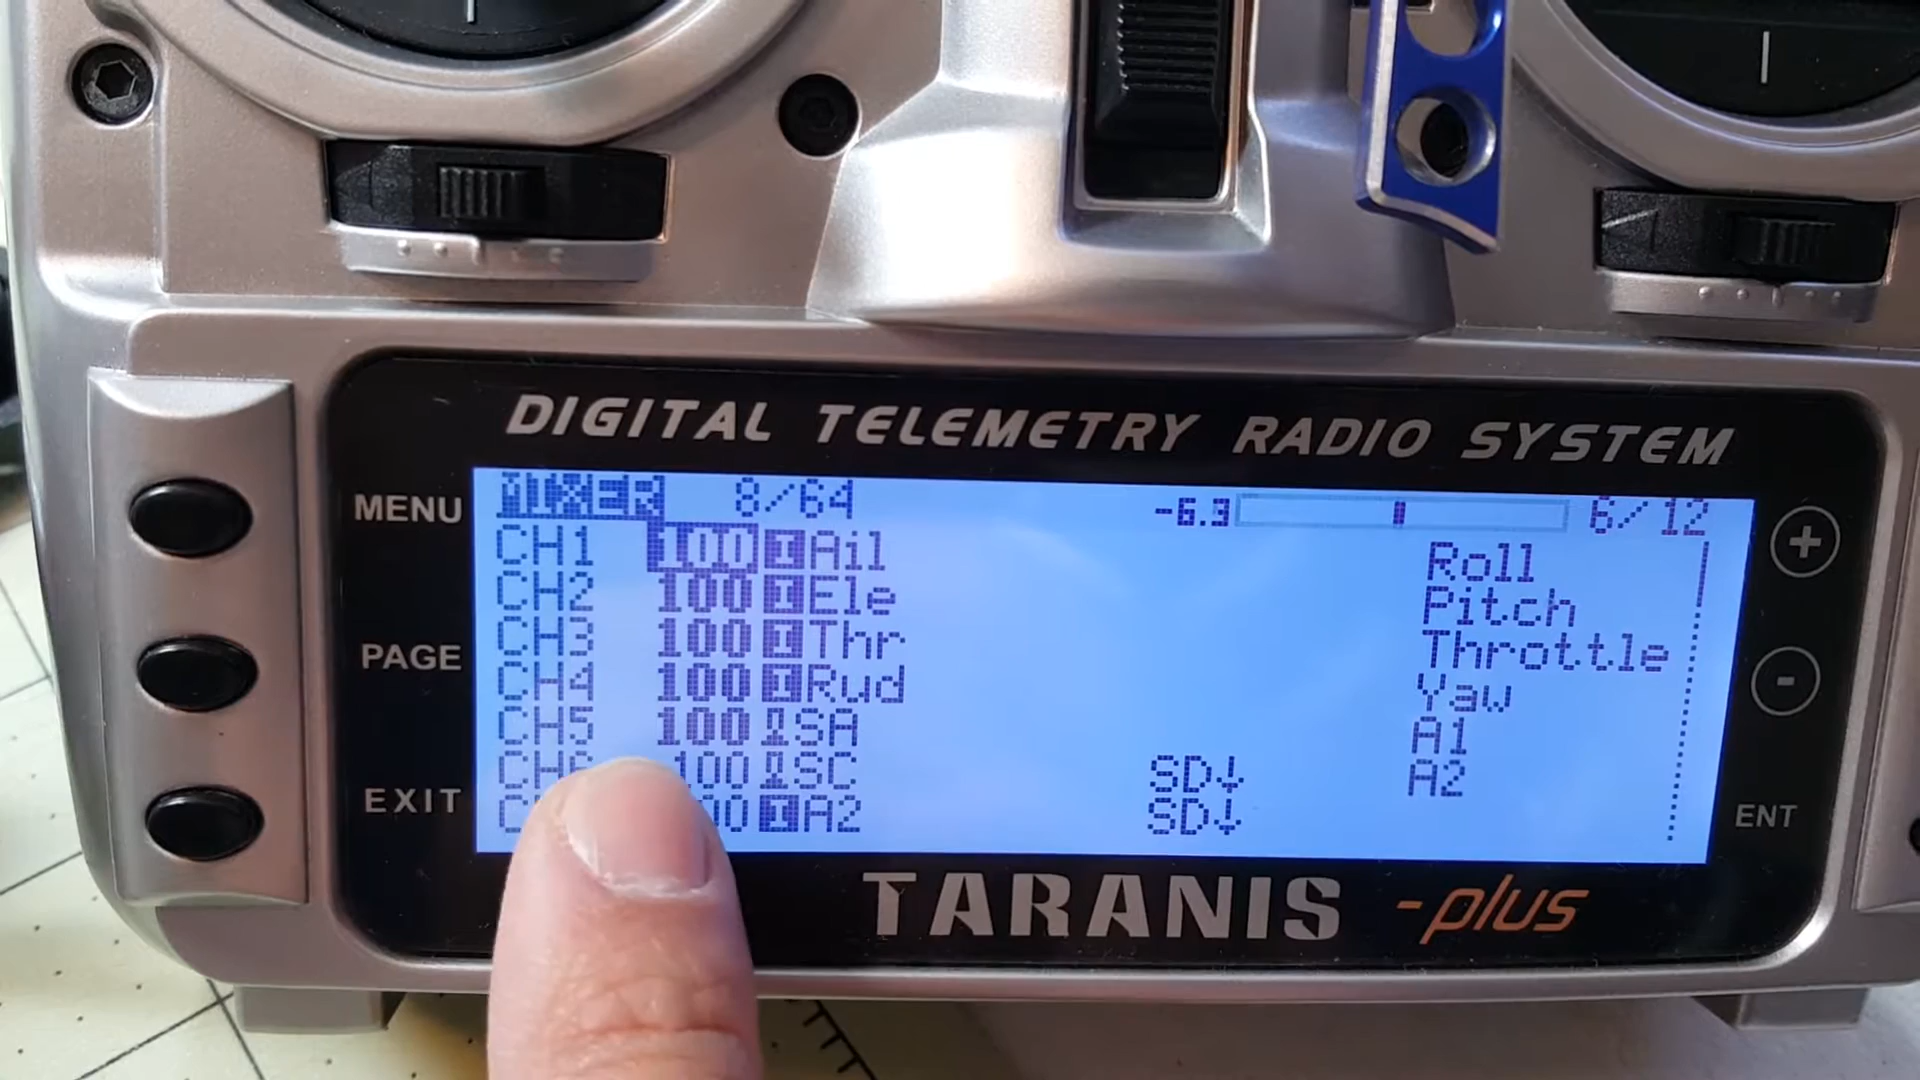 DIGITAL TELEMETRY RADIO SYSTEM
MENU
PAGE
EXIT
MIXER 8/64 -6.9 6/12
CH1 100 I Ail Roll
CH2 100 I Ele Pitch
CH3 100 I Thr Throttle
CH4 100 I Rud Yaw
CH5 100 SA A1
CH6 100 SC SD↓ A2
A2 SD↓
+
-
ENT
TARANIS -plus